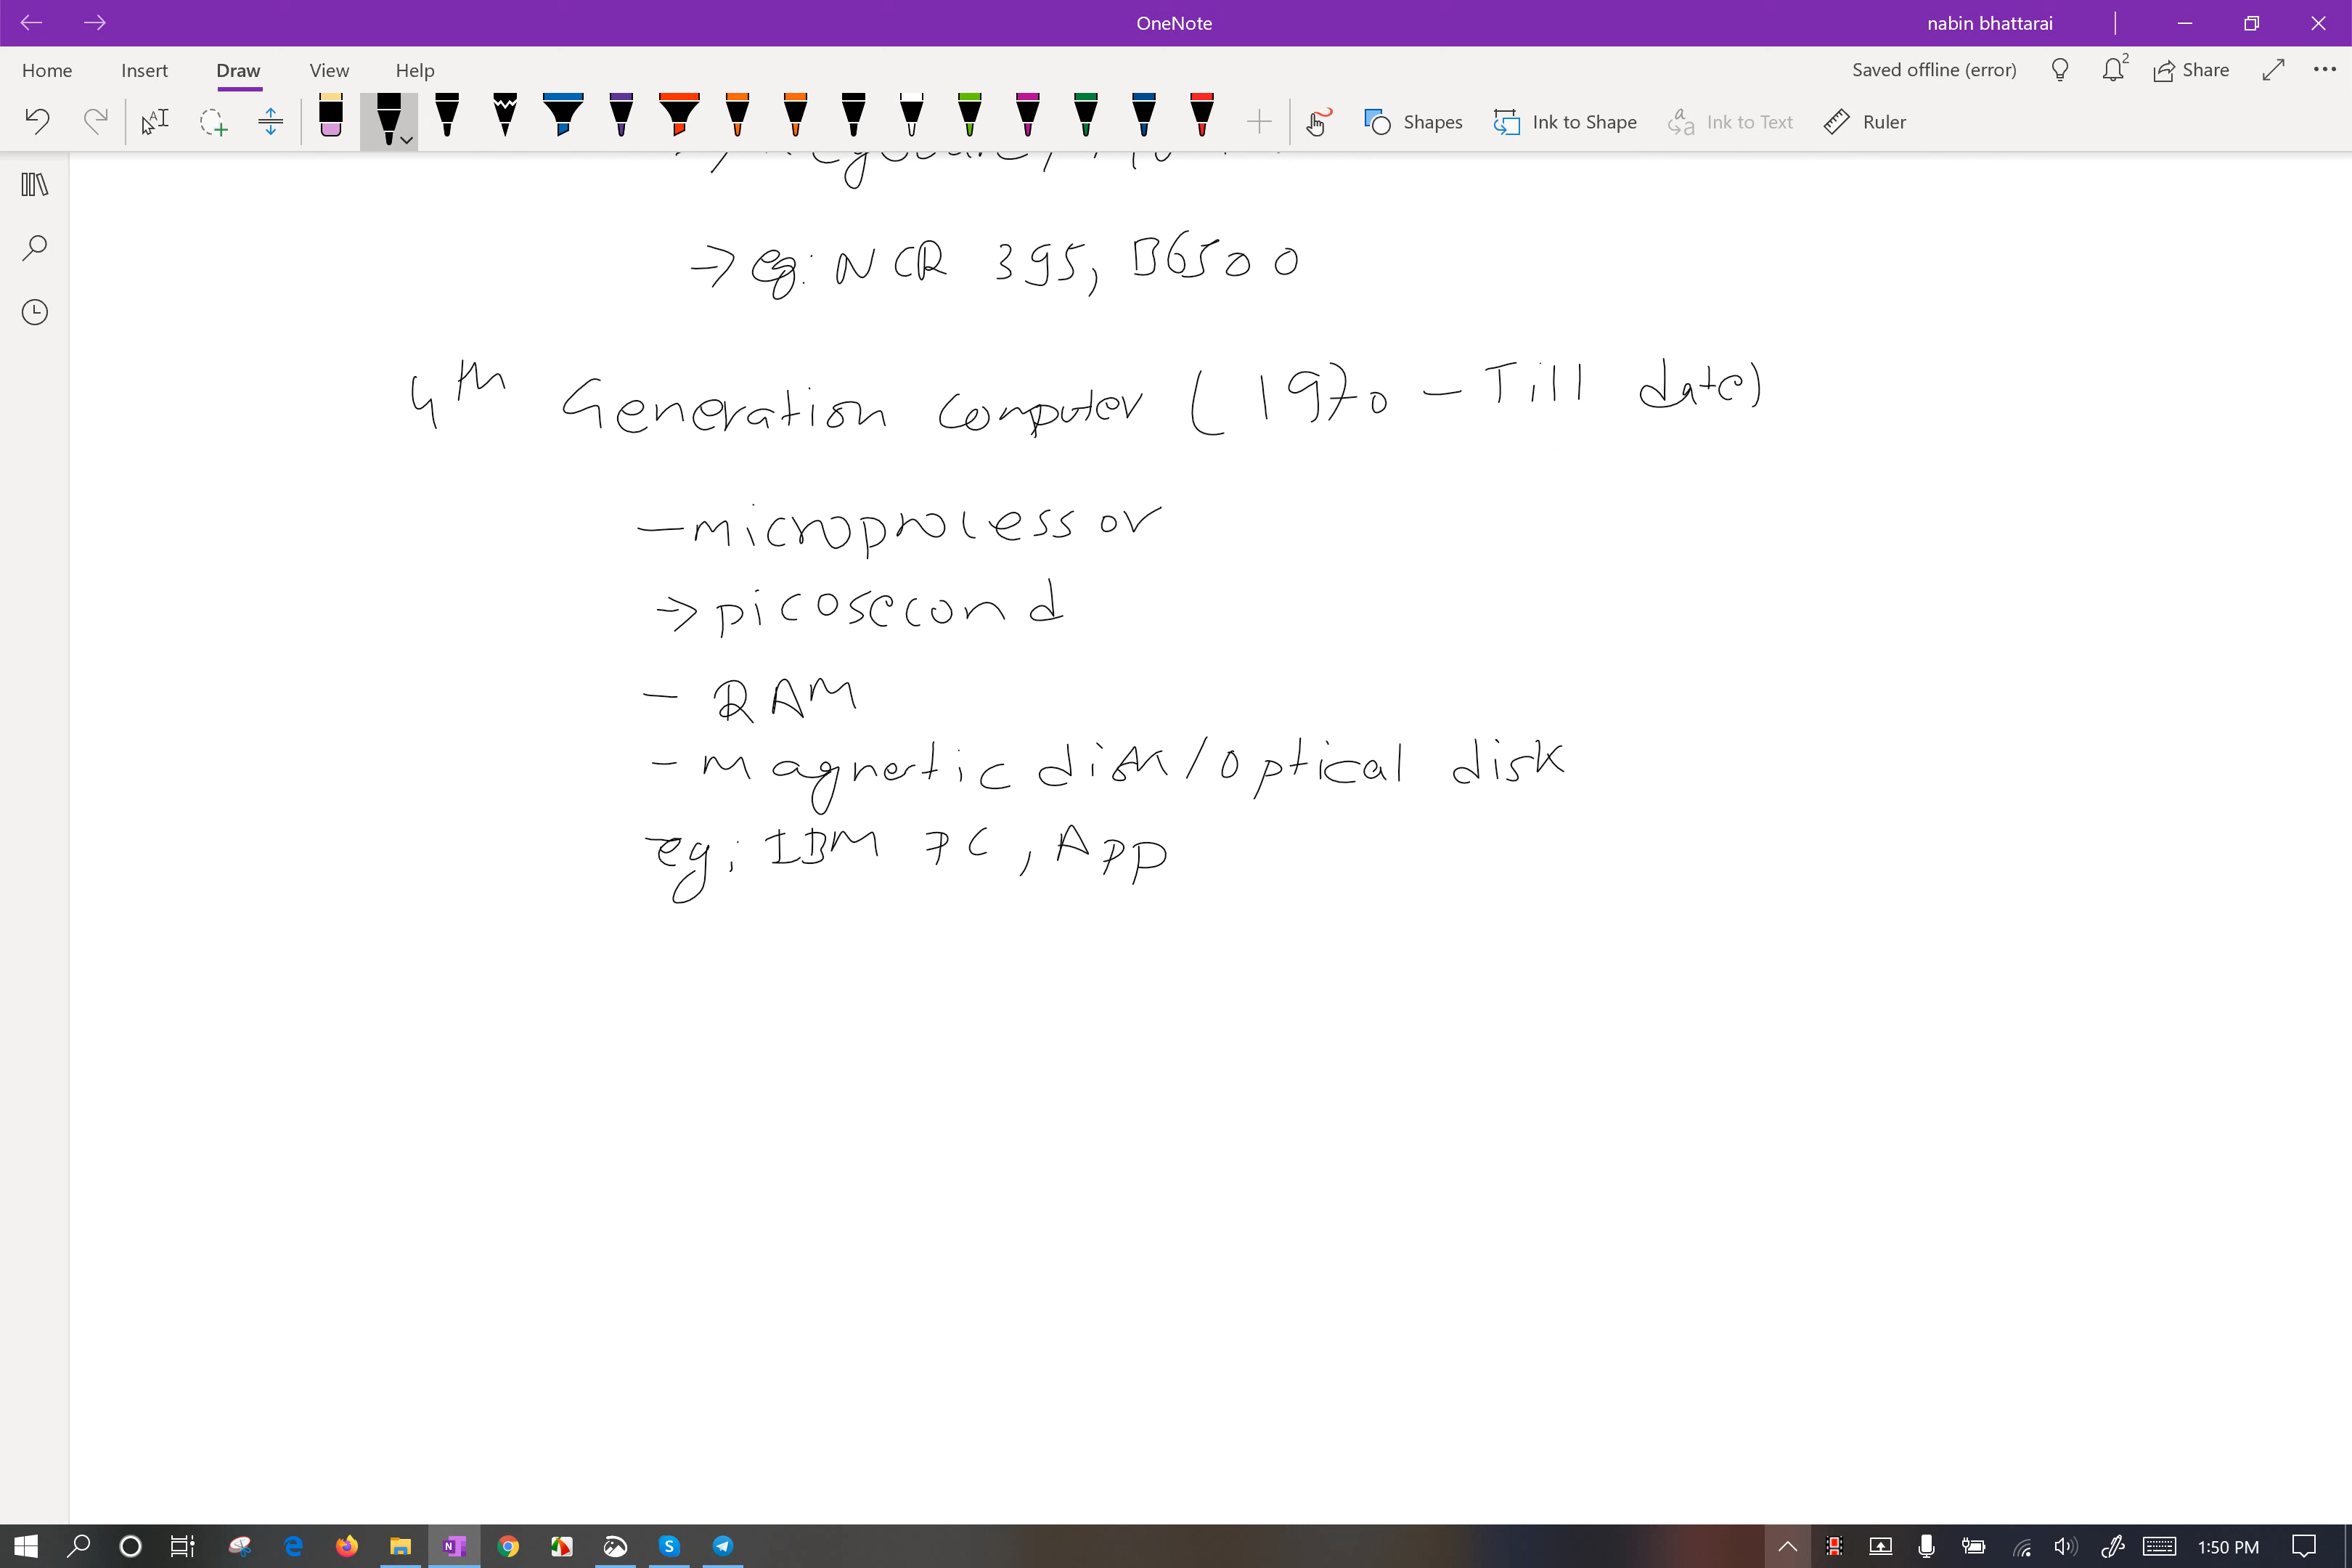 OneNote
nabin bhattarai
Home Insert Draw View Help
Saved offline (error)
2
Share
Shapes
Ink to Shape
Ink to Text
Ruler
→ eg: NCR 395, B6500
4th Generation Computer (1970 - Till date)
- microprocessor
→ picosecond
- RAM
- Magnetic disk/optical disk
eg: IBM PC, App
1:50 PM